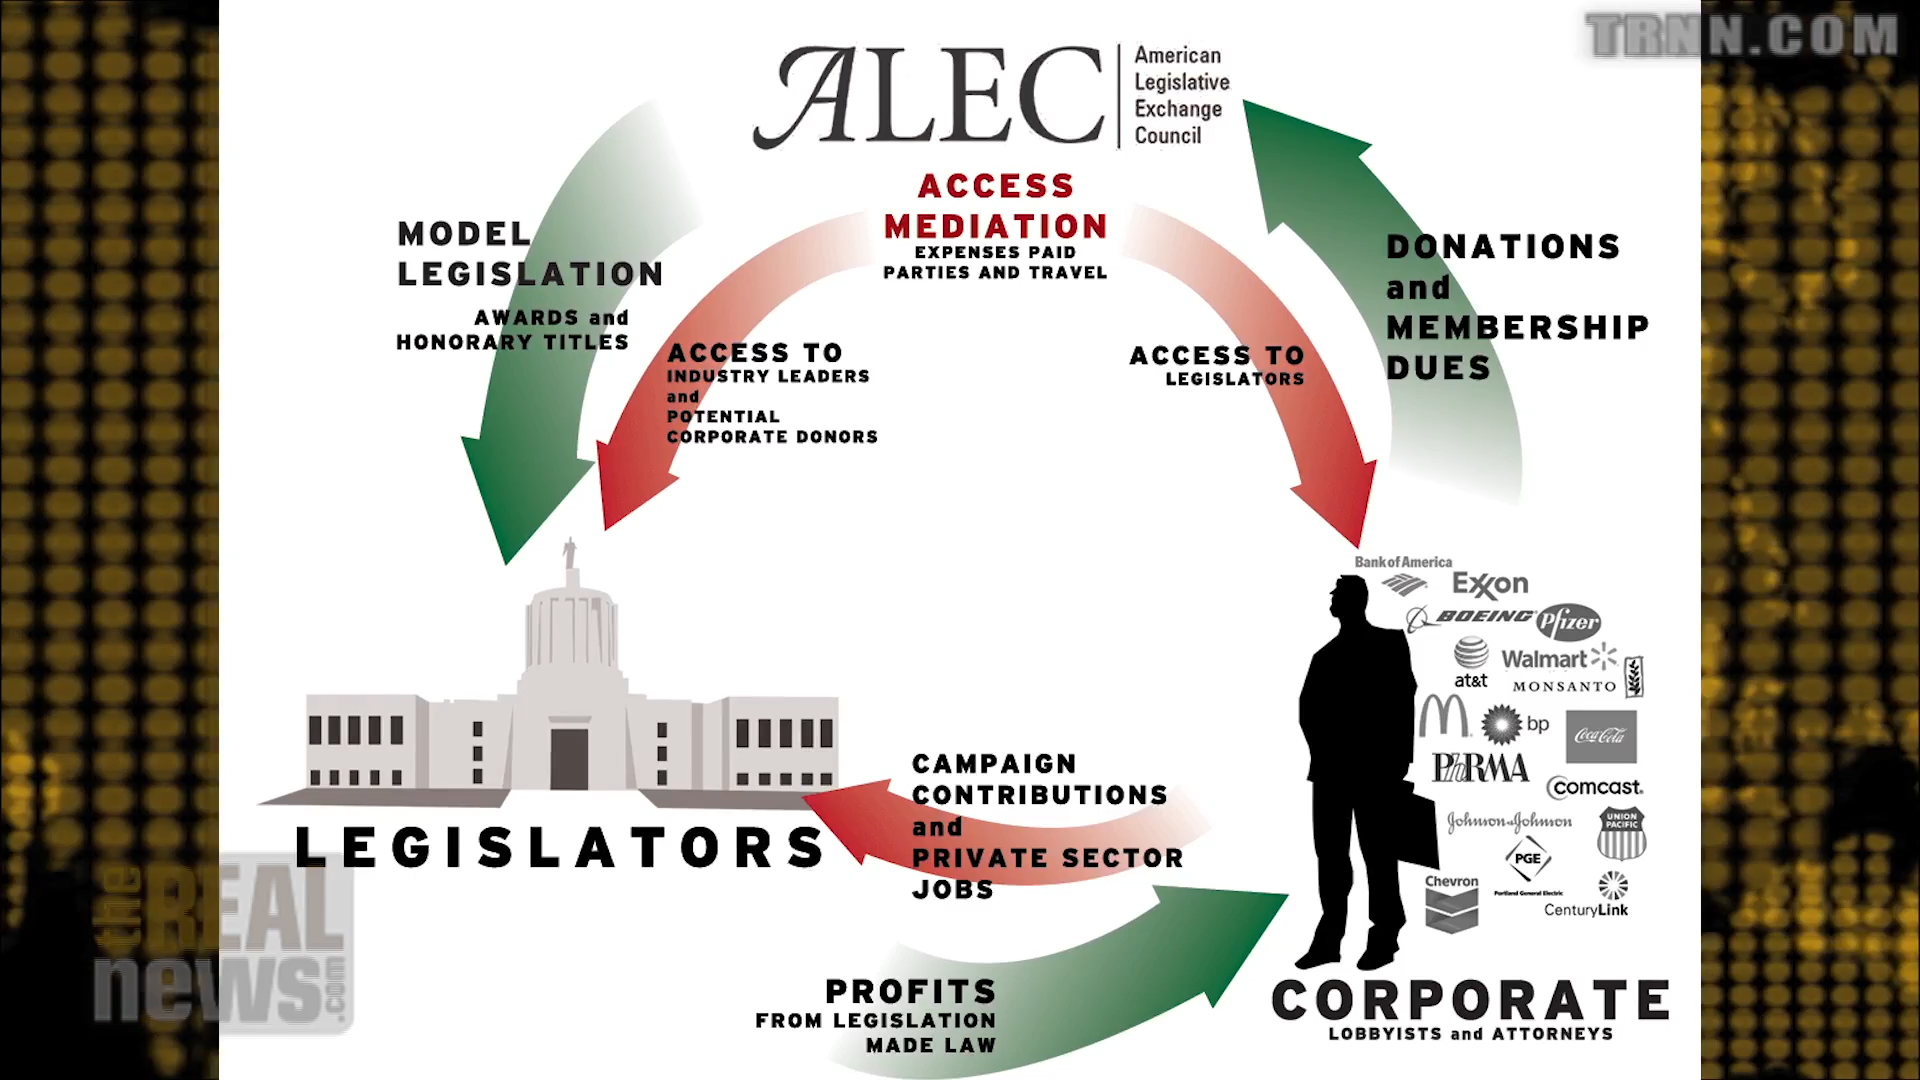 TRNN.COM
ALEC
American
Legislative
Exchange
Council
ACCESS
MEDIATION
EXPENSES PAID
PARTIES AND TRAVEL
MODEL
LEGISLATION
AWARDS and
HONORARY TITLES
ACCESS TO
INDUSTRY LEADERS
and
POTENTIAL
CORPORATE DONORS
ACCESS TO
LEGISLATORS
DONATIONS
and
MEMBERSHIP
DUES
Bank of America
Exxon
BOEING
Pfizer
at&t
Walmart
MONSANTO
bp
Coca-Cola
PhRMA
comcast.
Johnson & Johnson
UNION
PACIFIC
PGE
Portland General Electric
Chevron
CenturyLink
CAMPAIGN
CONTRIBUTIONS
and
PRIVATE SECTOR
JOBS
LEGISLATORS
PROFITS
FROM LEGISLATION
MADE LAW
CORPORATE
LOBBYISTS and ATTORNEYS
the
REAL
news
.com